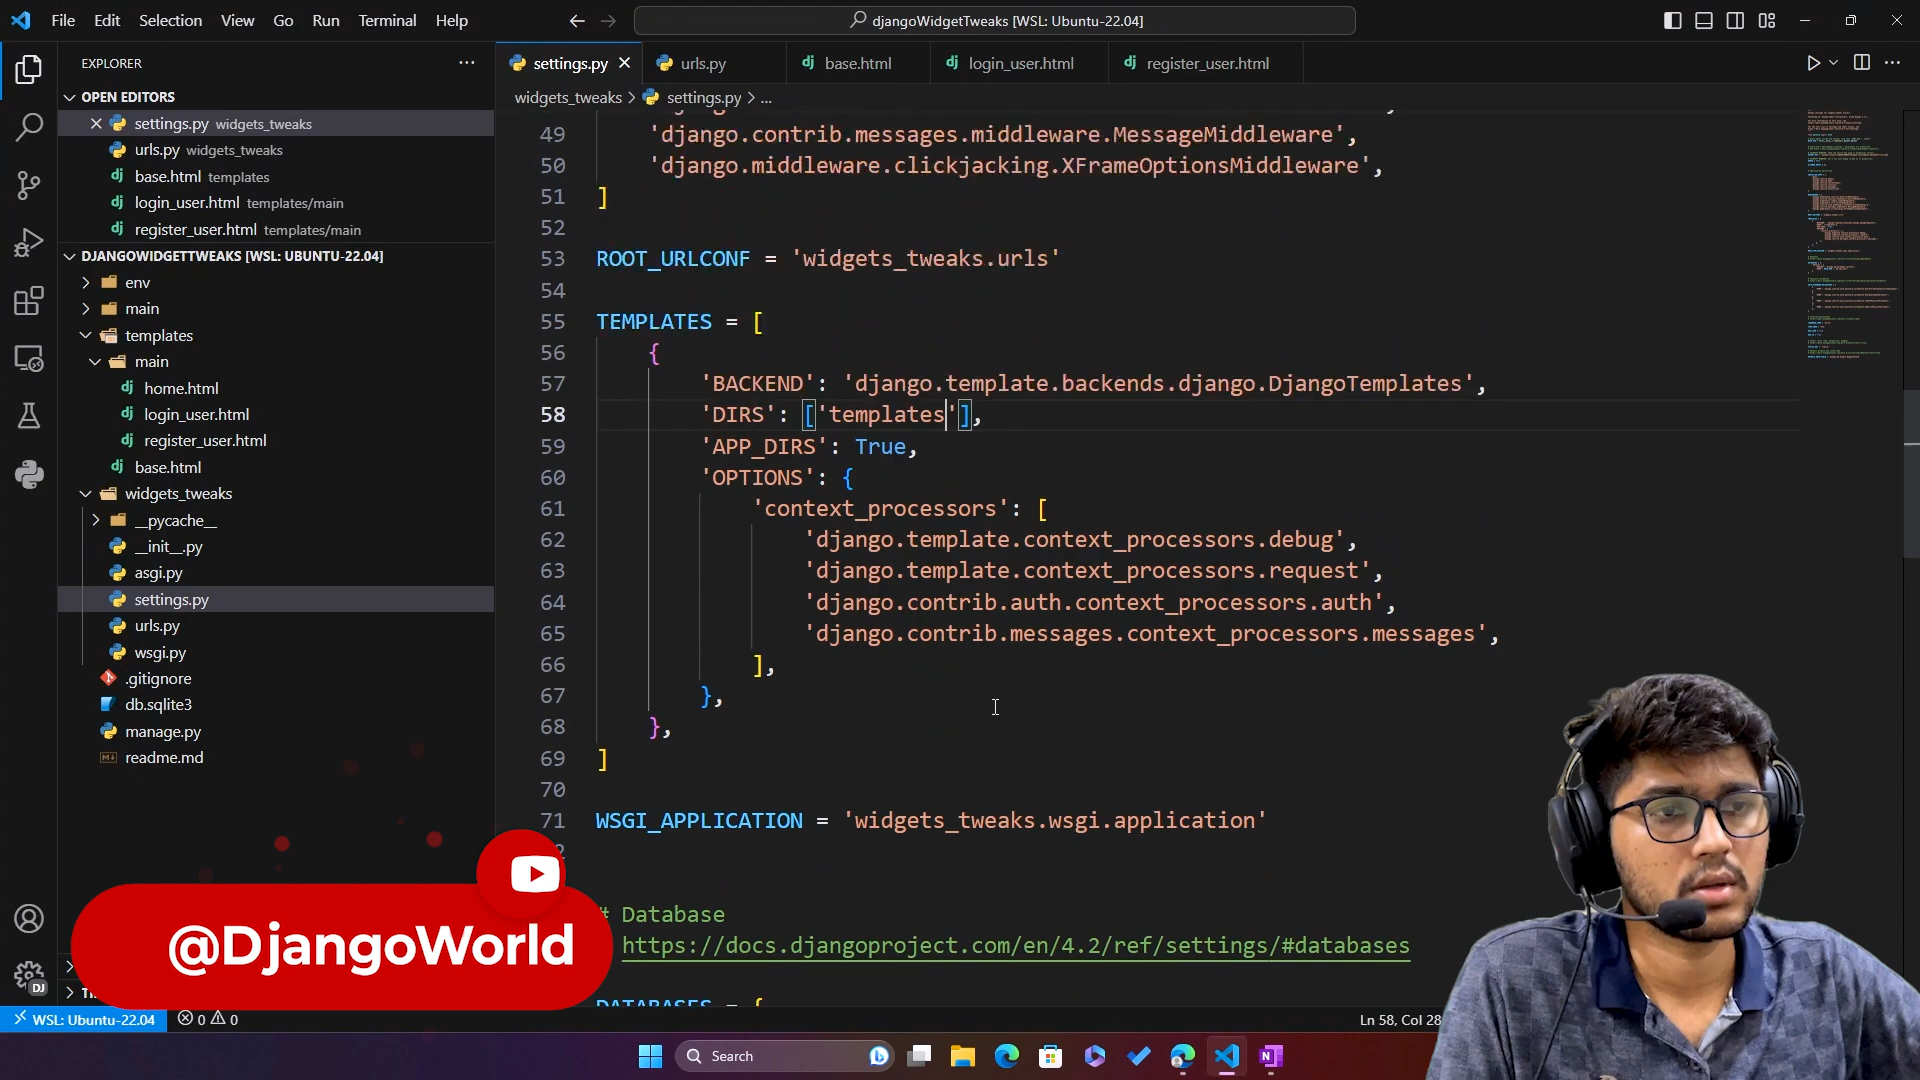 File Edit Selection View Go Run Terminal Help
djangoWidgetTweaks [WSL: Ubuntu-22.04]
EXPLORER
OPEN EDITORS
settings.py widgets_tweaks
urls.py widgets_tweaks
base.html templates
login_user.html templates/main
register_user.html templates/main
DJANGOWIDGETTWEAKS [WSL: UBUNTU-22.04]
env
main
templates
main
home.html
login_user.html
register_user.html
base.html
widgets_tweaks
__pycache__
__init__.py
asgi.py
settings.py
urls.py
wsgi.py
.gitignore
db.sqlite3
manage.py
readme.md
settings.py urls.py base.html login_user.html register_user.html
widgets_tweaks > settings.py > ...
49 'django.contrib.messages.middleware.MessageMiddleware',
50 'django.middleware.clickjacking.XFrameOptionsMiddleware',
51 ]
52
53 ROOT_URLCONF = 'widgets_tweaks.urls'
54
55 TEMPLATES = [
56 {
57 'BACKEND': 'django.template.backends.django.DjangoTemplates',
58 'DIRS': ['templates'],
59 'APP_DIRS': True,
60 'OPTIONS': {
61 'context_processors': [
62 'django.template.context_processors.debug',
63 'django.template.context_processors.request',
64 'django.contrib.auth.context_processors.auth',
65 'django.contrib.messages.context_processors.messages',
66 ],
67 },
68 },
69 ]
70
71 WSGI_APPLICATION = 'widgets_tweaks.wsgi.application'
# Database
https://docs.djangoproject.com/en/4.2/ref/settings/#databases
DATABASES = {
@DjangoWorld
DJ
WSL: Ubuntu-22.04 0 0
Ln 58, Col 28
Search